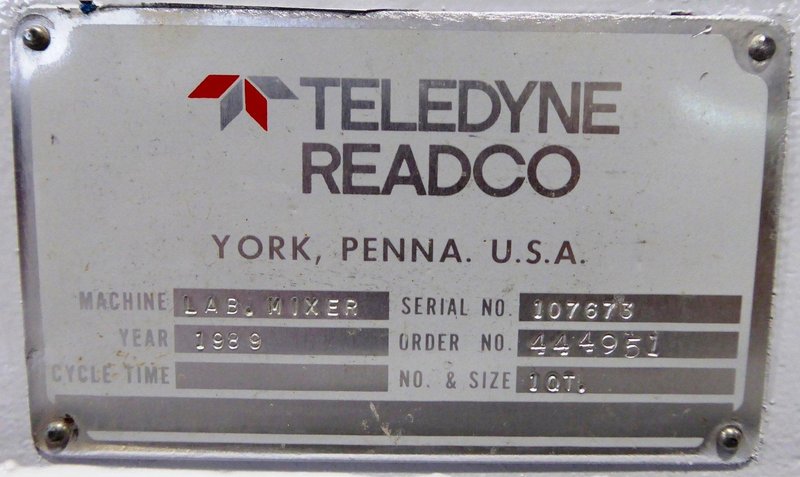 TELEDYNE
READCO
YORK, PENNA. U.S.A.
MACHINE LAB. MIXER SERIAL NO. 107673
YEAR 1989 ORDER NO. 444951
CYCLE TIME NO. & SIZE 1QT.